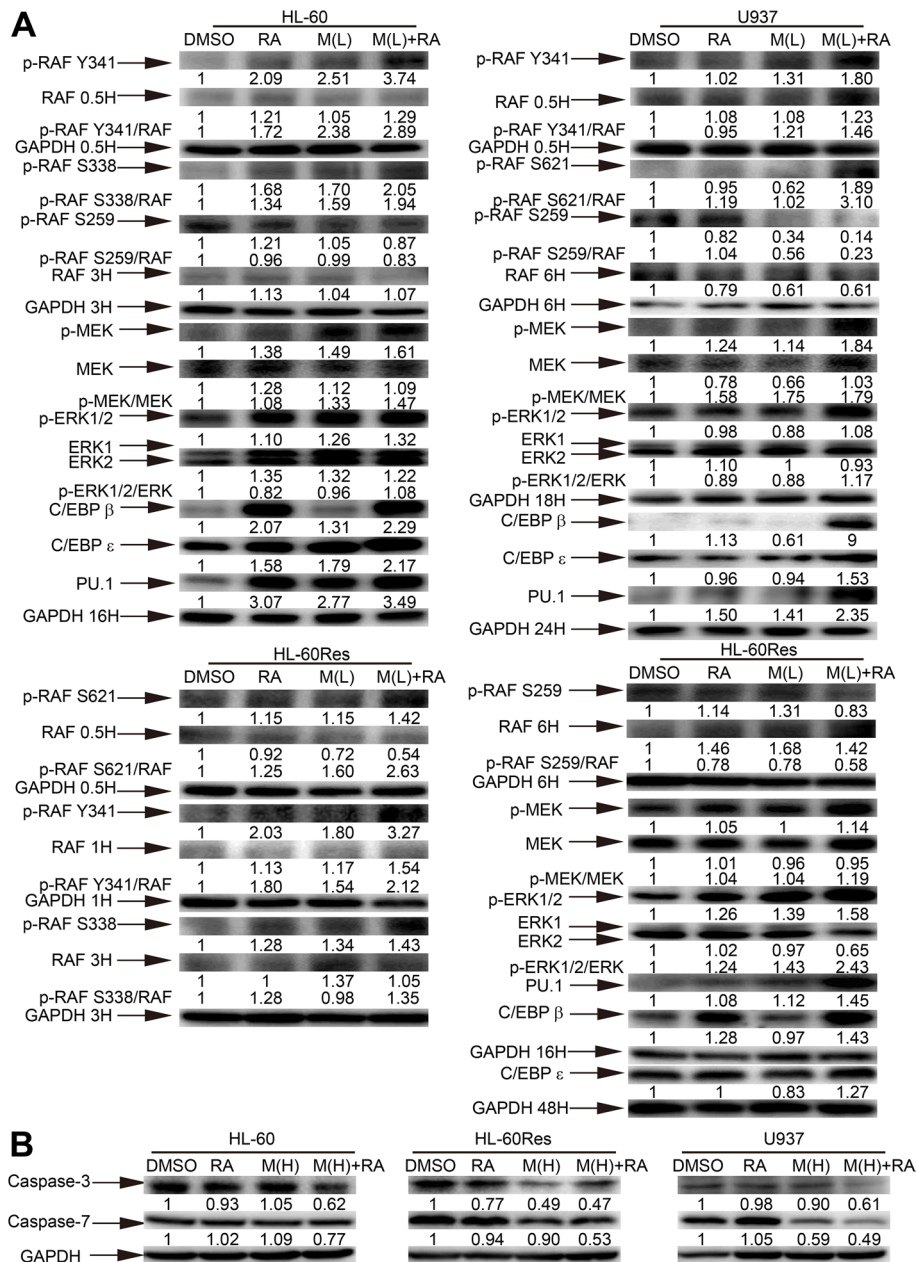 A
HL-60
DMSO RA M(L) M(L)+RA
p-RAF Y341
1 2.09 2.51 3.74
RAF 0.5H
1 1.21 1.05 1.29
p-RAF Y341/RAF 1 1.72 2.38 2.89
GAPDH 0.5H
p-RAF S338
1 1.68 1.70 2.05
p-RAF S338/RAF 1 1.34 1.59 1.94
p-RAF S259
1 1.21 1.05 0.87
p-RAF S259/RAF 1 0.96 0.99 0.83
RAF 3H
1 1.13 1.04 1.07
GAPDH 3H
p-MEK
1 1.38 1.49 1.61
MEK
1 1.28 1.12 1.09
p-MEK/MEK 1 1.08 1.33 1.47
p-ERK1/2
1 1.10 1.26 1.32
ERK1
ERK2
1 1.35 1.32 1.22
p-ERK1/2/ERK 1 0.82 0.96 1.08
C/EBP β
1 2.07 1.31 2.29
C/EBP ε
1 1.58 1.79 2.17
PU.1
1 3.07 2.77 3.49
GAPDH 16H
U937
DMSO RA M(L) M(L)+RA
p-RAF Y341
1 1.02 1.31 1.80
RAF 0.5H
1 1.08 1.08 1.23
p-RAF Y341/RAF 1 0.95 1.21 1.46
GAPDH 0.5H
p-RAF S621
1 0.95 0.62 1.89
p-RAF S621/RAF 1 1.19 1.02 3.10
p-RAF S259
1 0.82 0.34 0.14
p-RAF S259/RAF 1 1.04 0.56 0.23
RAF 6H
1 0.79 0.61 0.61
GAPDH 6H
p-MEK
1 1.24 1.14 1.84
MEK
1 0.78 0.66 1.03
p-MEK/MEK 1 1.58 1.75 1.79
p-ERK1/2
1 0.98 0.88 1.08
ERK1
ERK2
1 1.10 1 0.93
p-ERK1/2/ERK 1 0.89 0.88 1.17
GAPDH 18H
C/EBP β
1 1.13 0.61 9
C/EBP ε
1 0.96 0.94 1.53
PU.1
1 1.50 1.41 2.35
GAPDH 24H
HL-60Res
DMSO RA M(L) M(L)+RA
p-RAF S621
1 1.15 1.15 1.42
RAF 0.5H
1 0.92 0.72 0.54
p-RAF S621/RAF 1 1.25 1.60 2.63
GAPDH 0.5H
p-RAF Y341
1 2.03 1.80 3.27
RAF 1H
1 1.13 1.17 1.54
p-RAF Y341/RAF 1 1.80 1.54 2.12
GAPDH 1H
p-RAF S338
1 1.28 1.34 1.43
RAF 3H
1 1 1.37 1.05
p-RAF S338/RAF 1 1.28 0.98 1.35
GAPDH 3H
HL-60Res
DMSO RA M(L) M(L)+RA
p-RAF S259
1 1.14 1.31 0.83
RAF 6H
1 1.46 1.68 1.42
p-RAF S259/RAF 1 0.78 0.78 0.58
GAPDH 6H
p-MEK
1 1.05 1 1.14
MEK
1 1.01 0.96 0.95
p-MEK/MEK 1 1.04 1.04 1.19
p-ERK1/2
1 1.26 1.39 1.58
ERK1
ERK2
1 1.02 0.97 0.65
p-ERK1/2/ERK 1 1.24 1.43 2.43
PU.1
1 1.08 1.12 1.45
C/EBP β
1 1.28 0.97 1.43
GAPDH 16H
C/EBP ε
1 1 0.83 1.27
GAPDH 48H
B
HL-60 HL-60Res U937
DMSO RA M(H) M(H)+RA DMSO RA M(H) M(H)+RA DMSO RA M(H) M(H)+RA
Caspase-3
1 0.93 1.05 0.62 1 0.77 0.49 0.47 1 0.98 0.90 0.61
Caspase-7
1 1.02 1.09 0.77 1 0.94 0.90 0.53 1 1.05 0.59 0.49
GAPDH